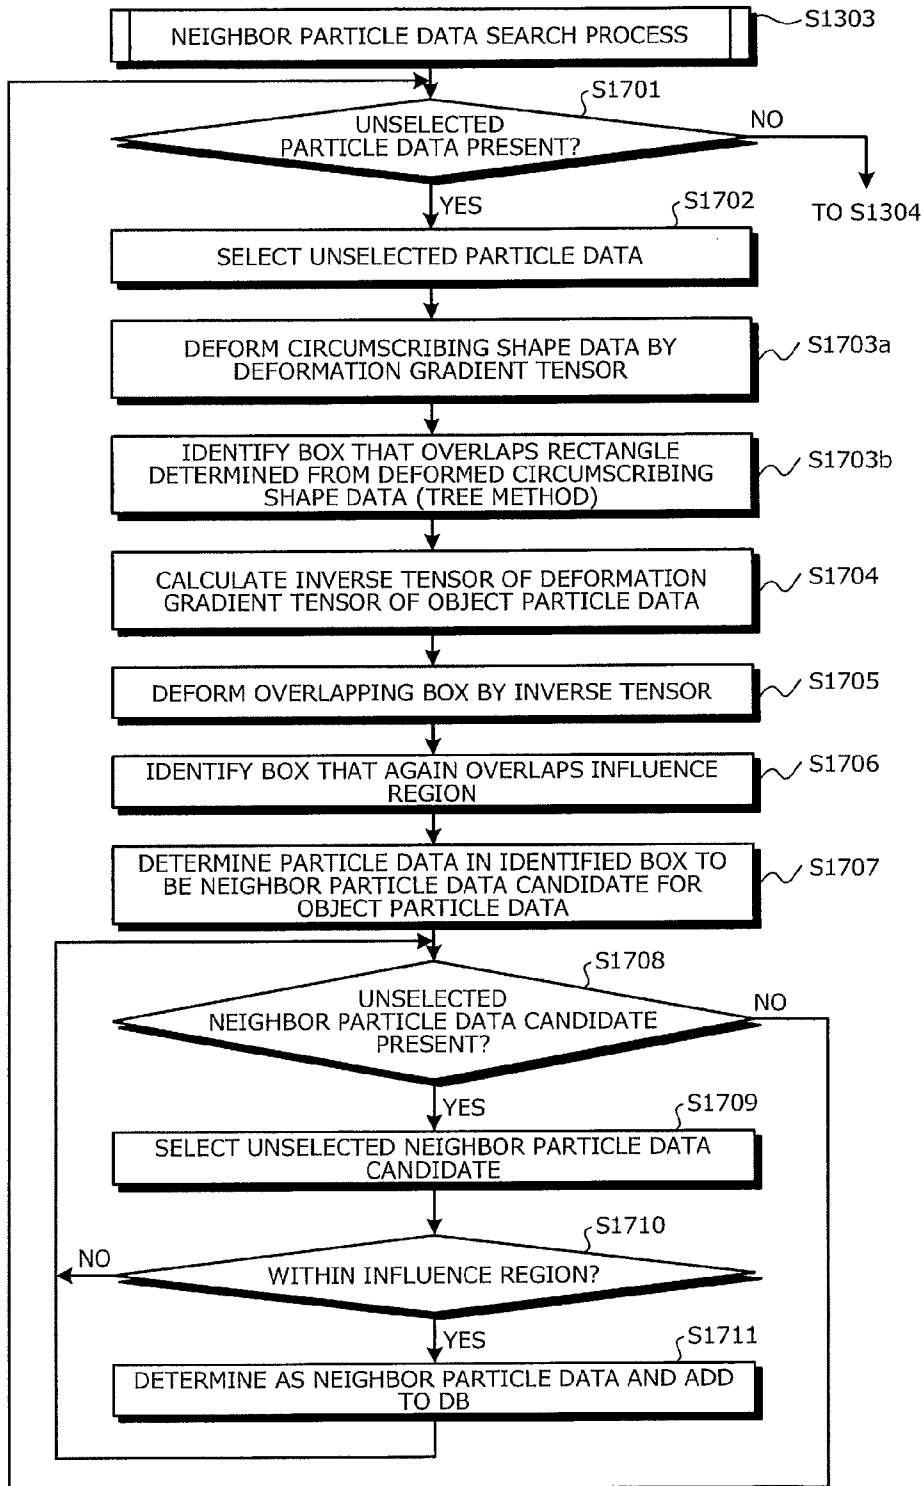 NEIGHBOR PARTICLE DATA SEARCH PROCESS
S1303
S1701
UNSELECTED
PARTICLE DATA PRESENT?
NO
TO S1304
YES
S1702
SELECT UNSELECTED PARTICLE DATA
DEFORM CIRCUMSCRIBING SHAPE DATA BY
DEFORMATION GRADIENT TENSOR
S1703a
IDENTIFY BOX THAT OVERLAPS RECTANGLE
DETERMINED FROM DEFORMED CIRCUMSCRIBING
SHAPE DATA (TREE METHOD)
S1703b
CALCULATE INVERSE TENSOR OF DEFORMATION
GRADIENT TENSOR OF OBJECT PARTICLE DATA
S1704
DEFORM OVERLAPPING BOX BY INVERSE TENSOR
S1705
IDENTIFY BOX THAT AGAIN OVERLAPS INFLUENCE
REGION
S1706
DETERMINE PARTICLE DATA IN IDENTIFIED BOX TO
BE NEIGHBOR PARTICLE DATA CANDIDATE FOR
OBJECT PARTICLE DATA
S1707
S1708
UNSELECTED
NEIGHBOR PARTICLE DATA CANDIDATE
PRESENT?
NO
YES
S1709
SELECT UNSELECTED NEIGHBOR PARTICLE DATA
CANDIDATE
S1710
NO
WITHIN INFLUENCE REGION?
YES
S1711
DETERMINE AS NEIGHBOR PARTICLE DATA AND ADD
TO DB